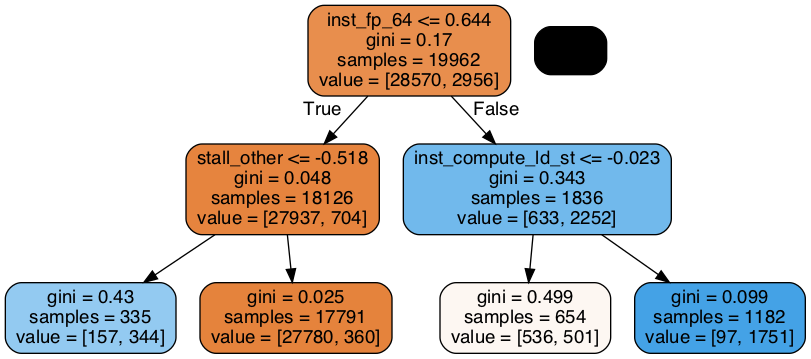 inst_fp_64 <= 0.644
gini = 0.17
samples = 19962
value = [28570, 2956]
True
False
stall_other <= -0.518
gini = 0.048
samples = 18126
value = [27937, 704]
inst_compute_ld_st <= -0.023
gini = 0.343
samples = 1836
value = [633, 2252]
gini = 0.43
samples = 335
value = [157, 344]
gini = 0.025
samples = 17791
value = [27780, 360]
gini = 0.499
samples = 654
value = [536, 501]
gini = 0.099
samples = 1182
value = [97, 1751]